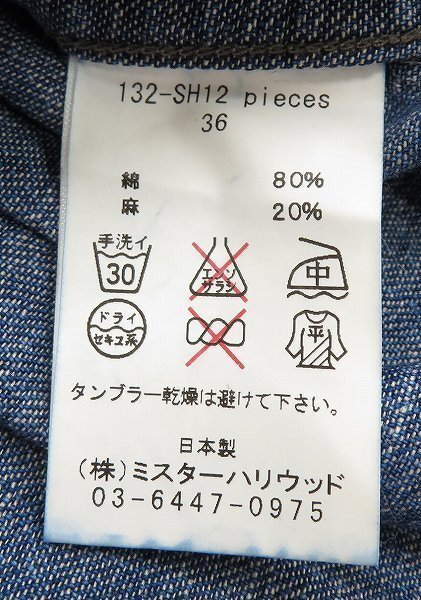 132-SH12 pieces
36
綿 80%
麻 20%
手洗イ
30
エンソ
サラシ
中
ドライ
セキユ系
平
タンブラー乾燥は避けて下さい。
日本製
(株)ミスターハリウッド
03-6447-0975